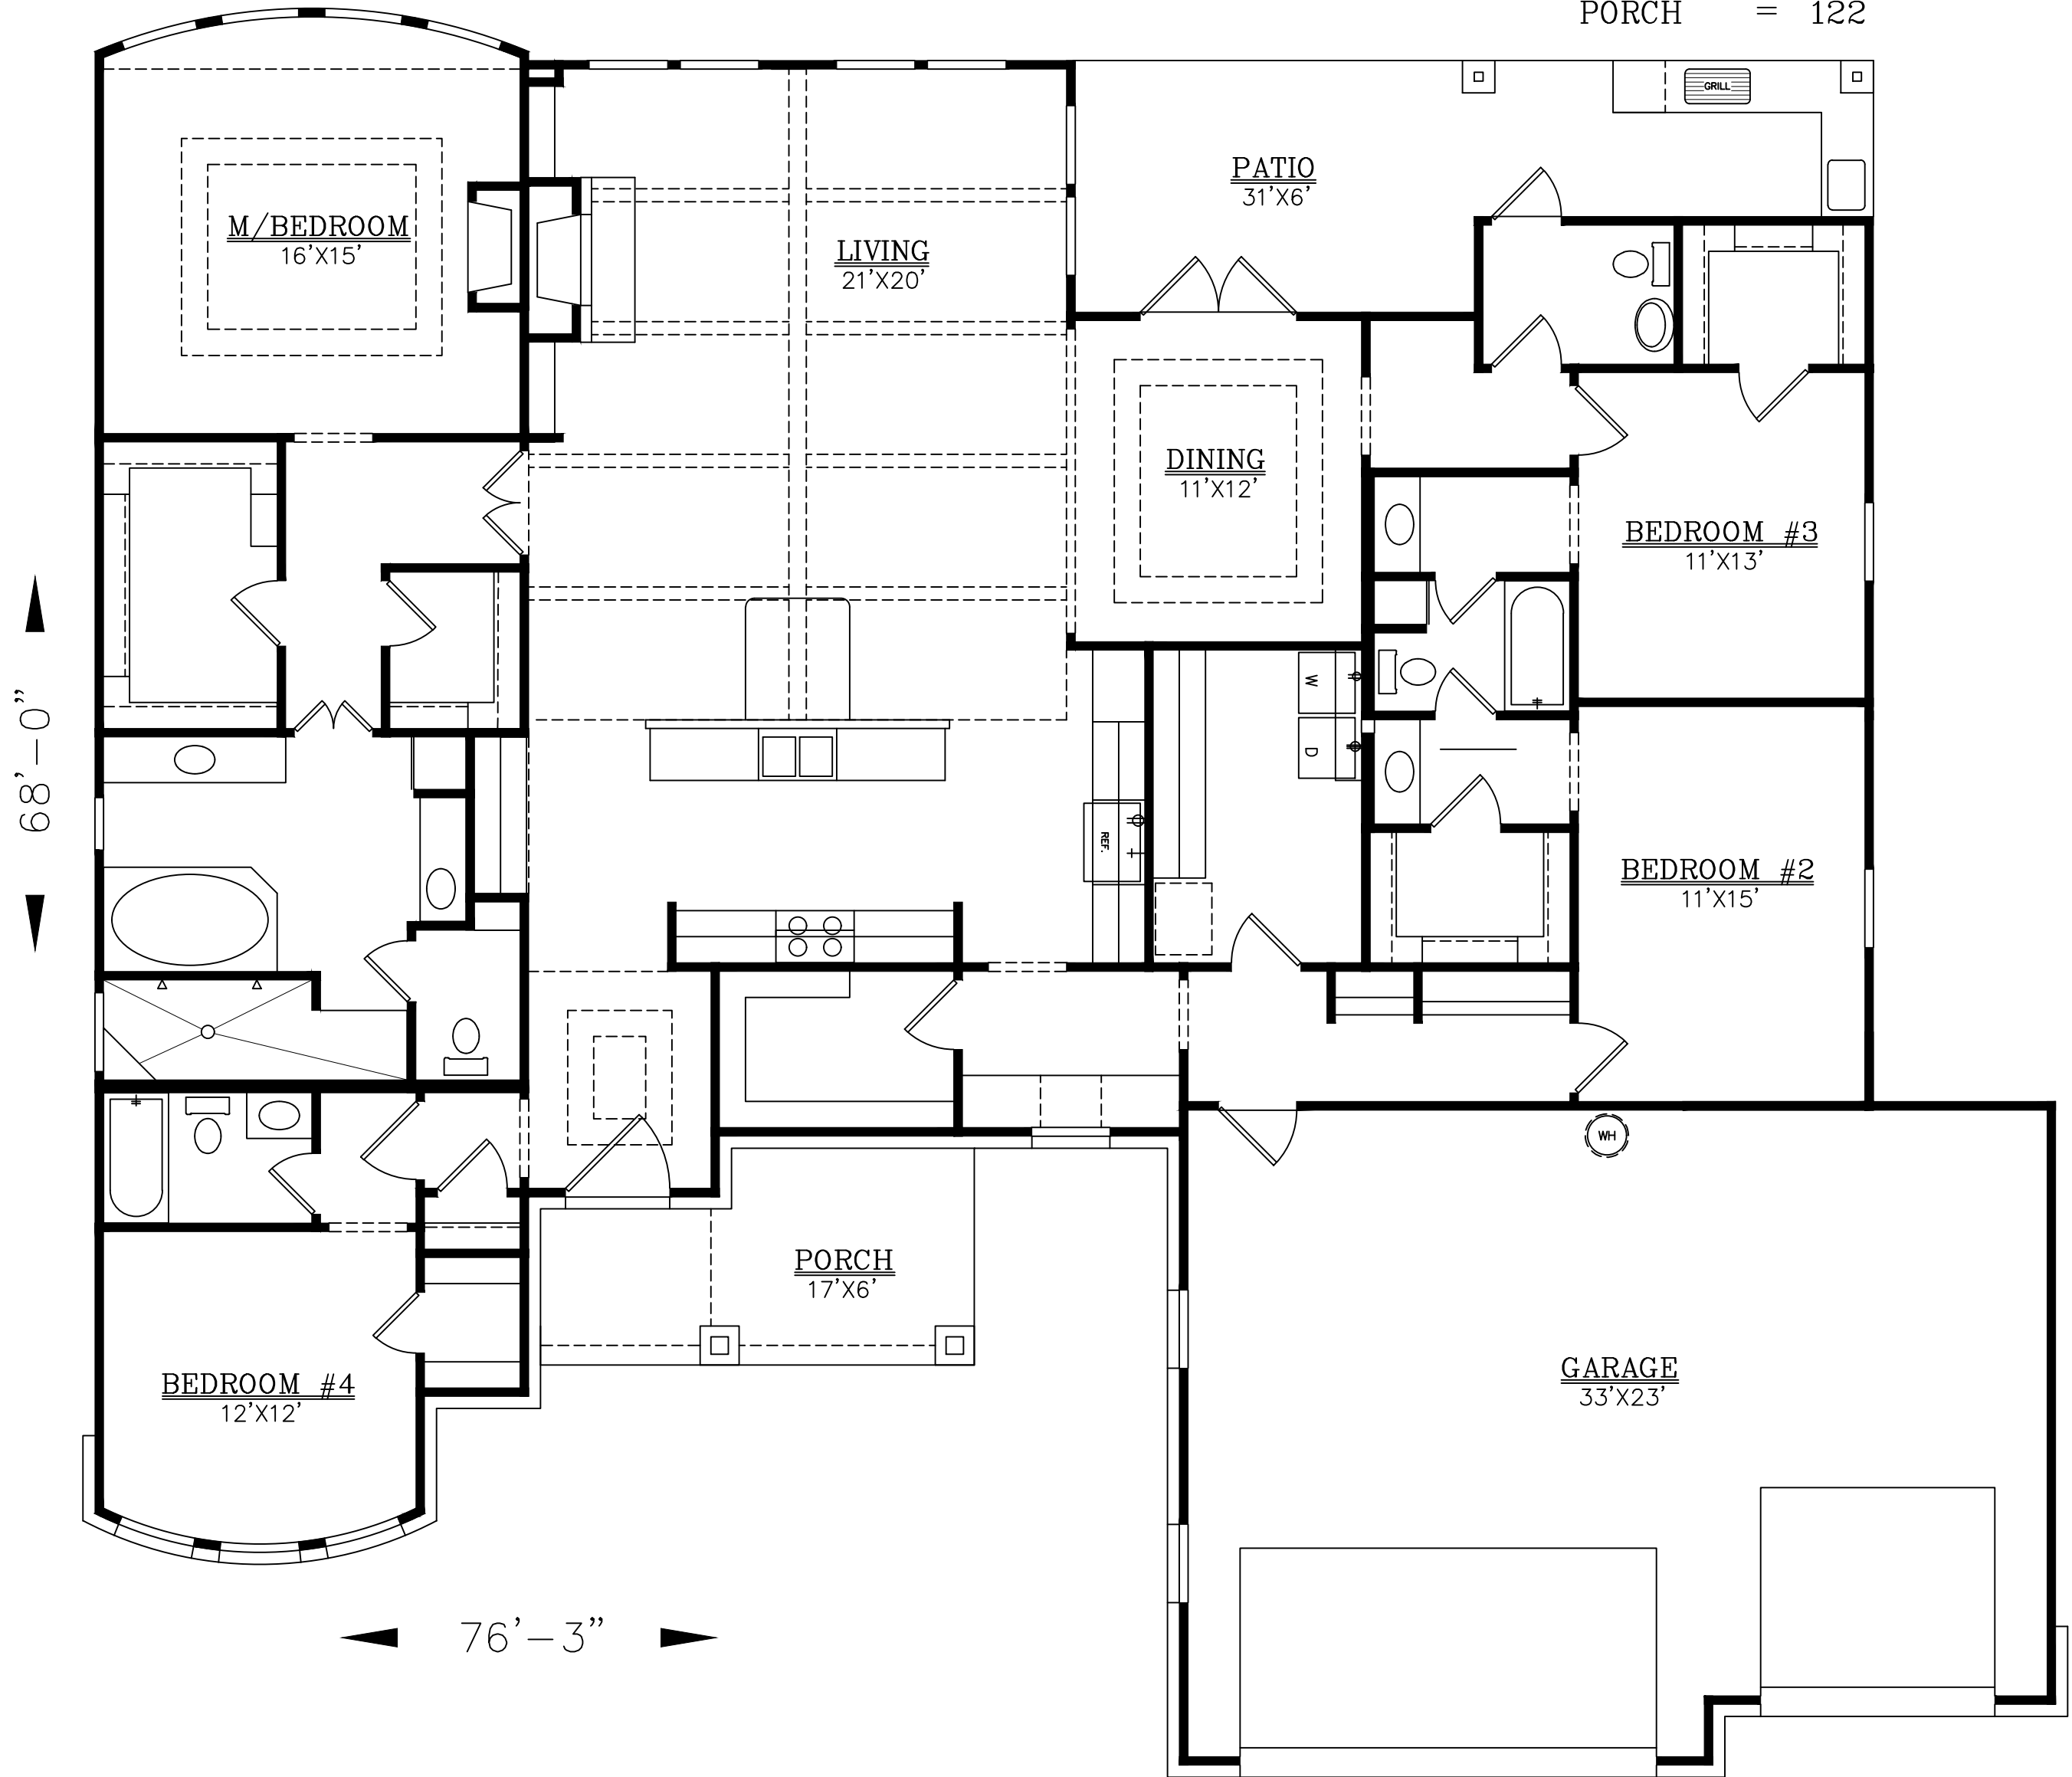 PORCH = 122
GRILL
PATIO
31'X6'
M/BEDROOM
16'X15'
LIVING
21'X20'
DINING
11'X12'
BEDROOM #3
11'X13'
W
D
68'-0"
REF.
BEDROOM #2
11'X15'
WH
PORCH
17'X6'
GARAGE
33'X23'
BEDROOM #4
12'X12'
76'-3"